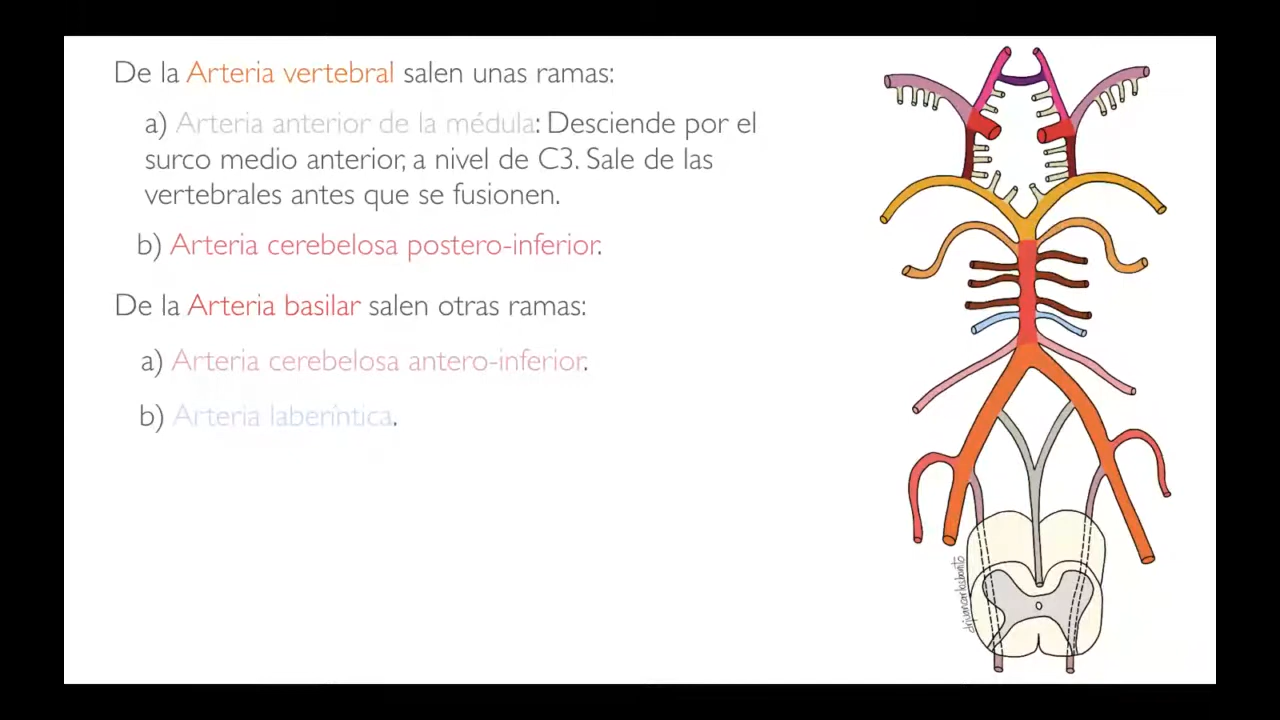 De la Arteria vertebral salen unas ramas:
a) Arteria anterior de la médula: Desciende por el
surco medio anterior, a nivel de C3. Sale de las
vertebrales antes que se fusionen.
b) Arteria cerebelosa postero-inferior.
De la Arteria basilar salen otras ramas:
a) Arteria cerebelosa antero-inferior.
b) Arteria laberíntica.
drjuancarlosbonito